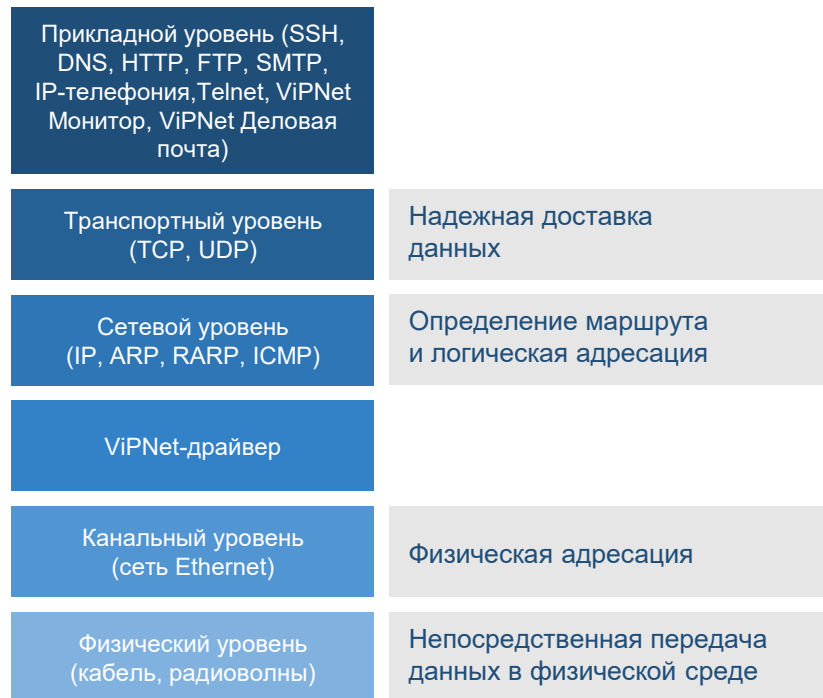 Прикладной уровень (SSH,
DNS, HTTP, FTP, SMTP,
IP-телефония,Telnet, ViPNet
Монитор, ViPNet Деловая
почта)
Транспортный уровень
(TCP, UDP)
Надежная доставка
данных
Сетевой уровень
(IP, ARP, RARP, ICMP)
Определение маршрута
и логическая адресация
ViPNet-драйвер
Канальный уровень
(сеть Ethernet)
Физическая адресация
Физический уровень
(кабель, радиоволны)
Непосредственная передача
данных в физической среде